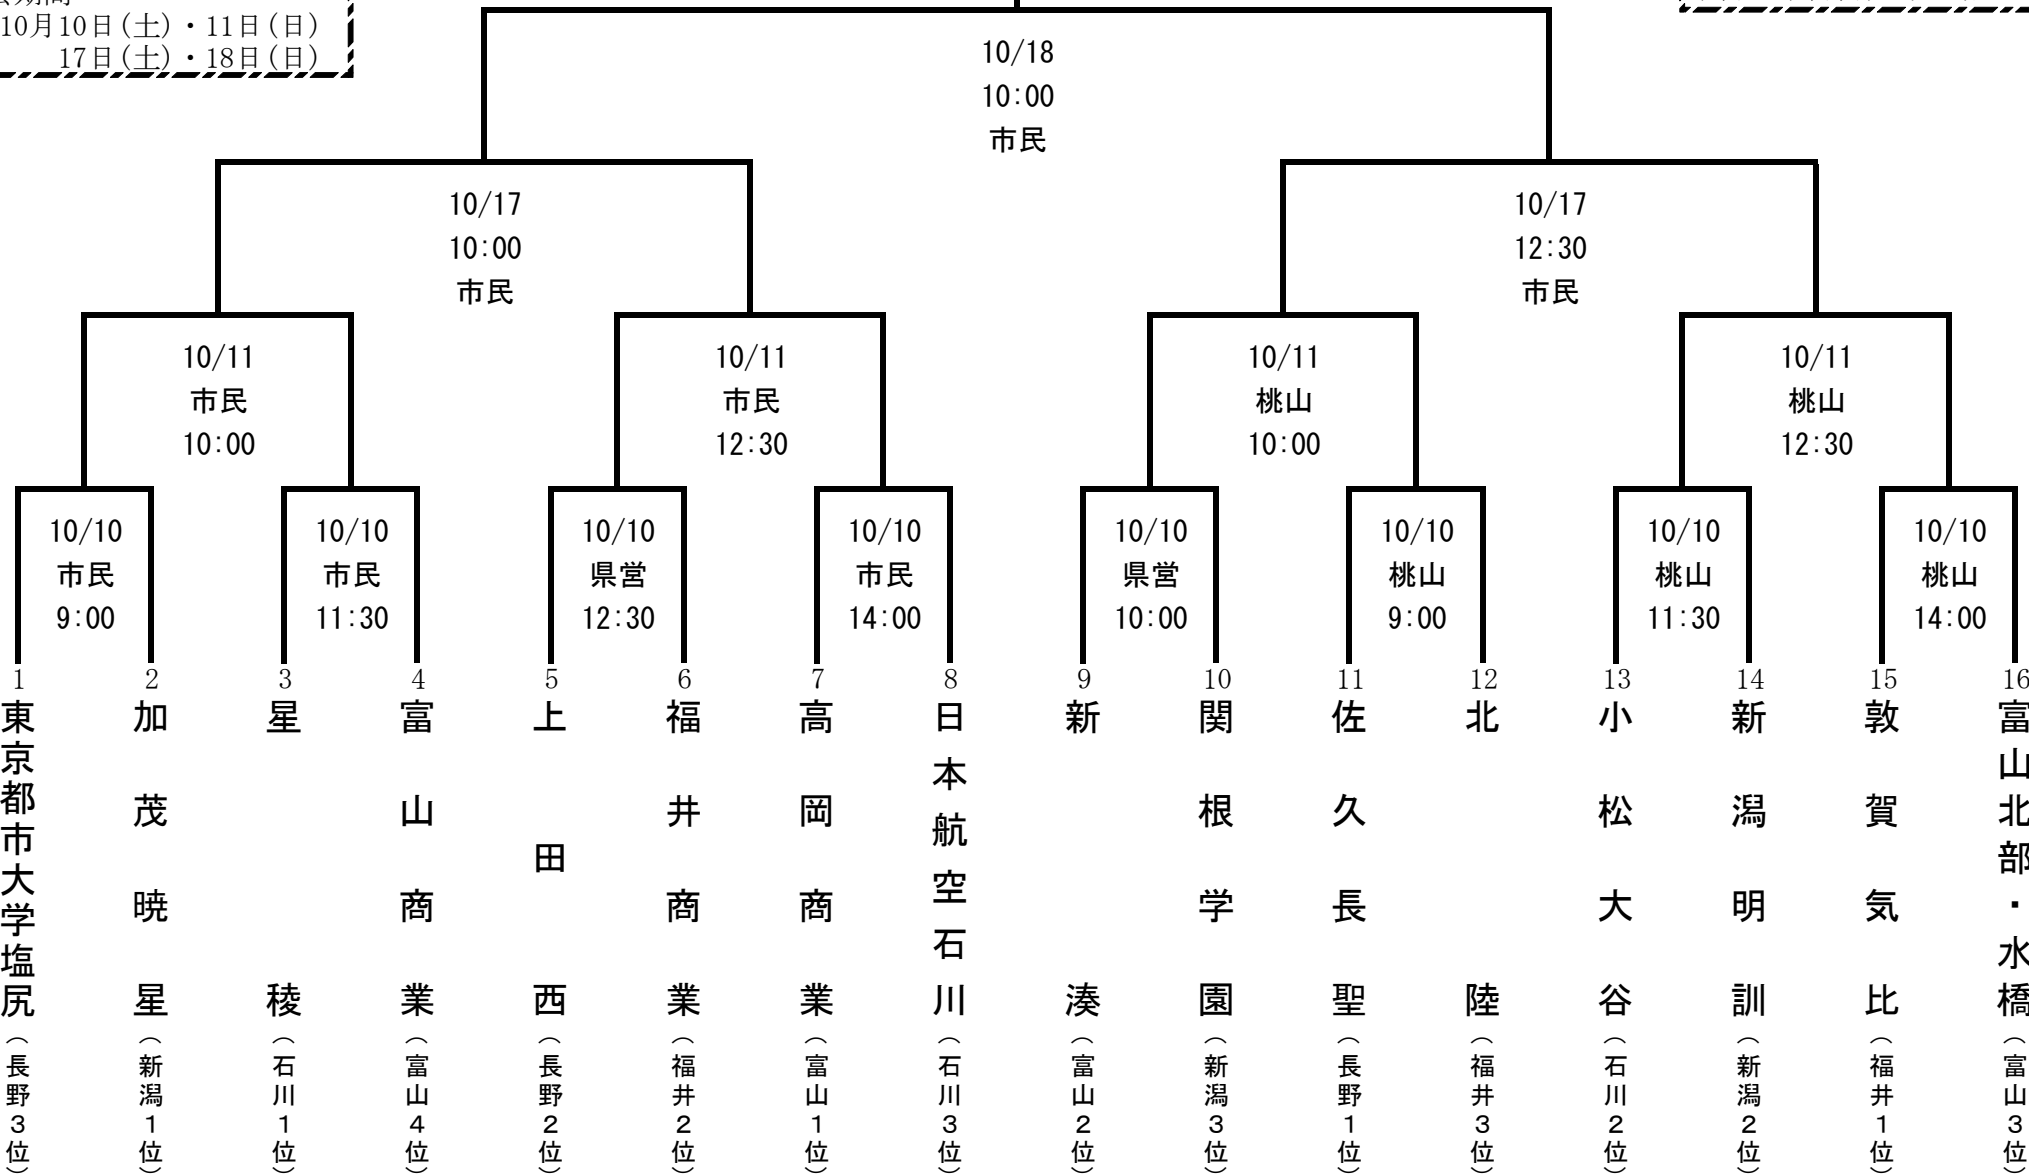 10月10日(土)・11日(日)
17日(土)・18日(日)
10/18
10:00
市民
10/17
10:00
市民
10/17
12:30
市民
10/11
市民
10:00
10/11
市民
12:30
10/11
桃山
10:00
10/11
桃山
12:30
10/10
市民
9:00
10/10
市民
11:30
10/10
県営
12:30
10/10
市民
14:00
10/10
県営
10:00
10/10
桃山
9:00
10/10
桃山
11:30
10/10
桃山
14:00
1
東京都市大学塩尻(長野3位)
2
加茂暁星(新潟1位)
3
星稜(石川1位)
4
富山商業(富山4位)
5
上田西(長野2位)
6
福井商業(福井2位)
7
高岡商業(富山1位)
8
日本航空石川(石川3位)
9
新湊(富山2位)
10
関根学園(新潟3位)
11
佐久長聖(長野1位)
12
北陸(福井3位)
13
小松大谷(石川2位)
14
新潟明訓(新潟2位)
15
敦賀気比(福井1位)
16
富山北部・水橋(富山3位)